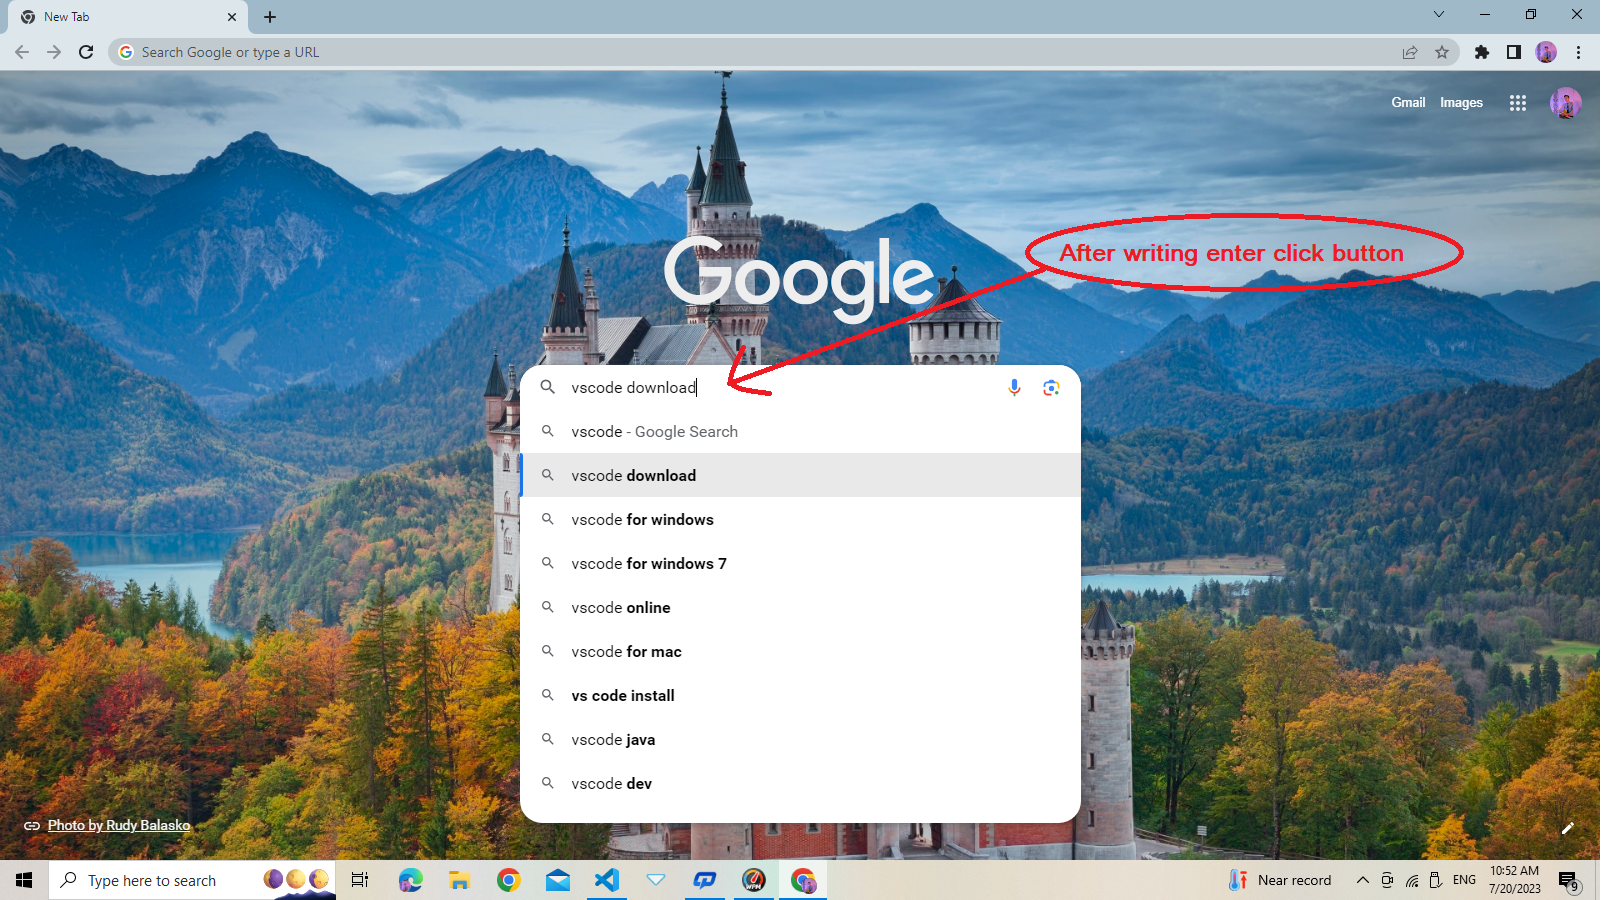 New Tab
Search Google or type a URL
Gmail Images
Google
After writing enter click button
vscode download
vscode - Google Search
vscode download
vscode for windows
vscode for windows 7
vscode online
vscode for mac
vs code install
vscode java
vscode dev
Photo by Rudy Balasko
Type here to search
WPM
Near record
ENG
10:52 AM
7/20/2023
9